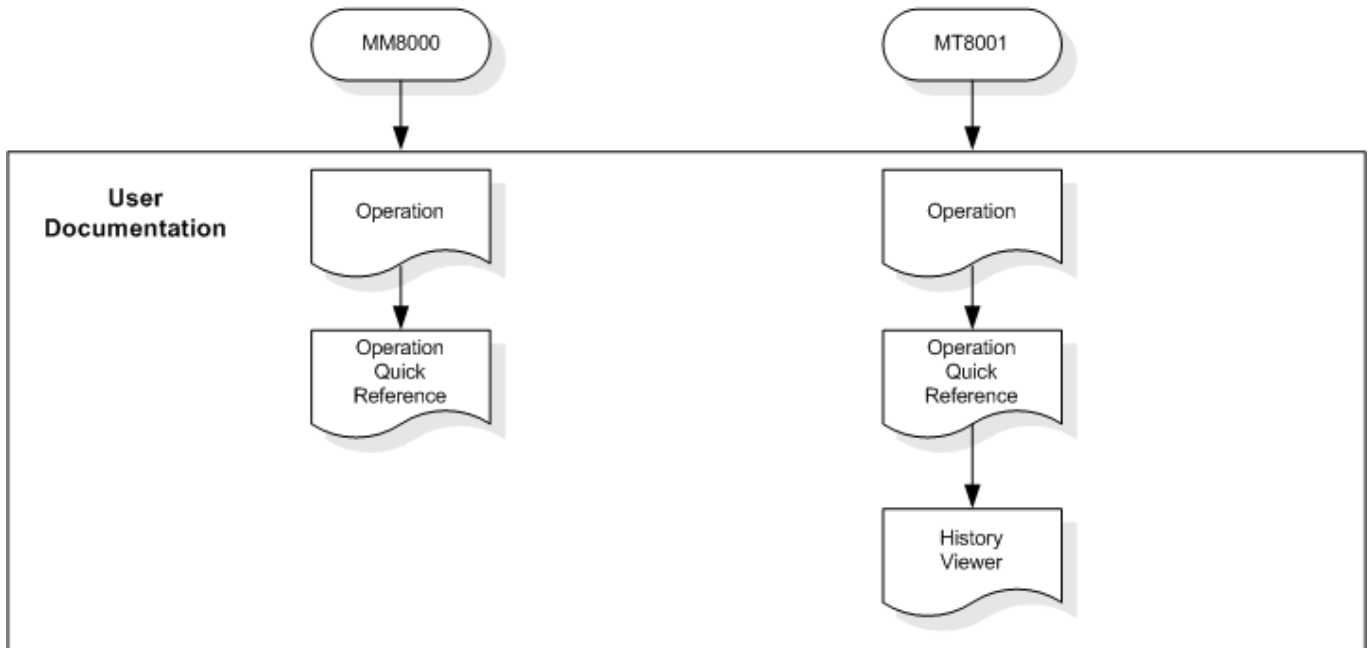 MM8000
MT8001
User
Documentation
Operation
Operation
Operation
Quick
Reference
Operation
Quick
Reference
History
Viewer